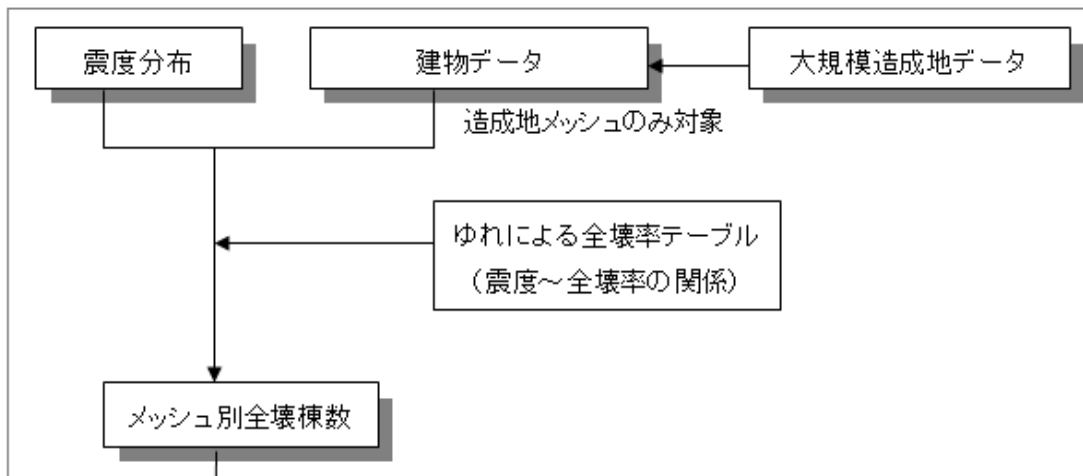 震度分布
建物データ
大規模造成地データ
造成地メッシュのみ対象
ゆれによる全壊率テーブル
（震度～全壊率の関係）
メッシュ別全壊棟数